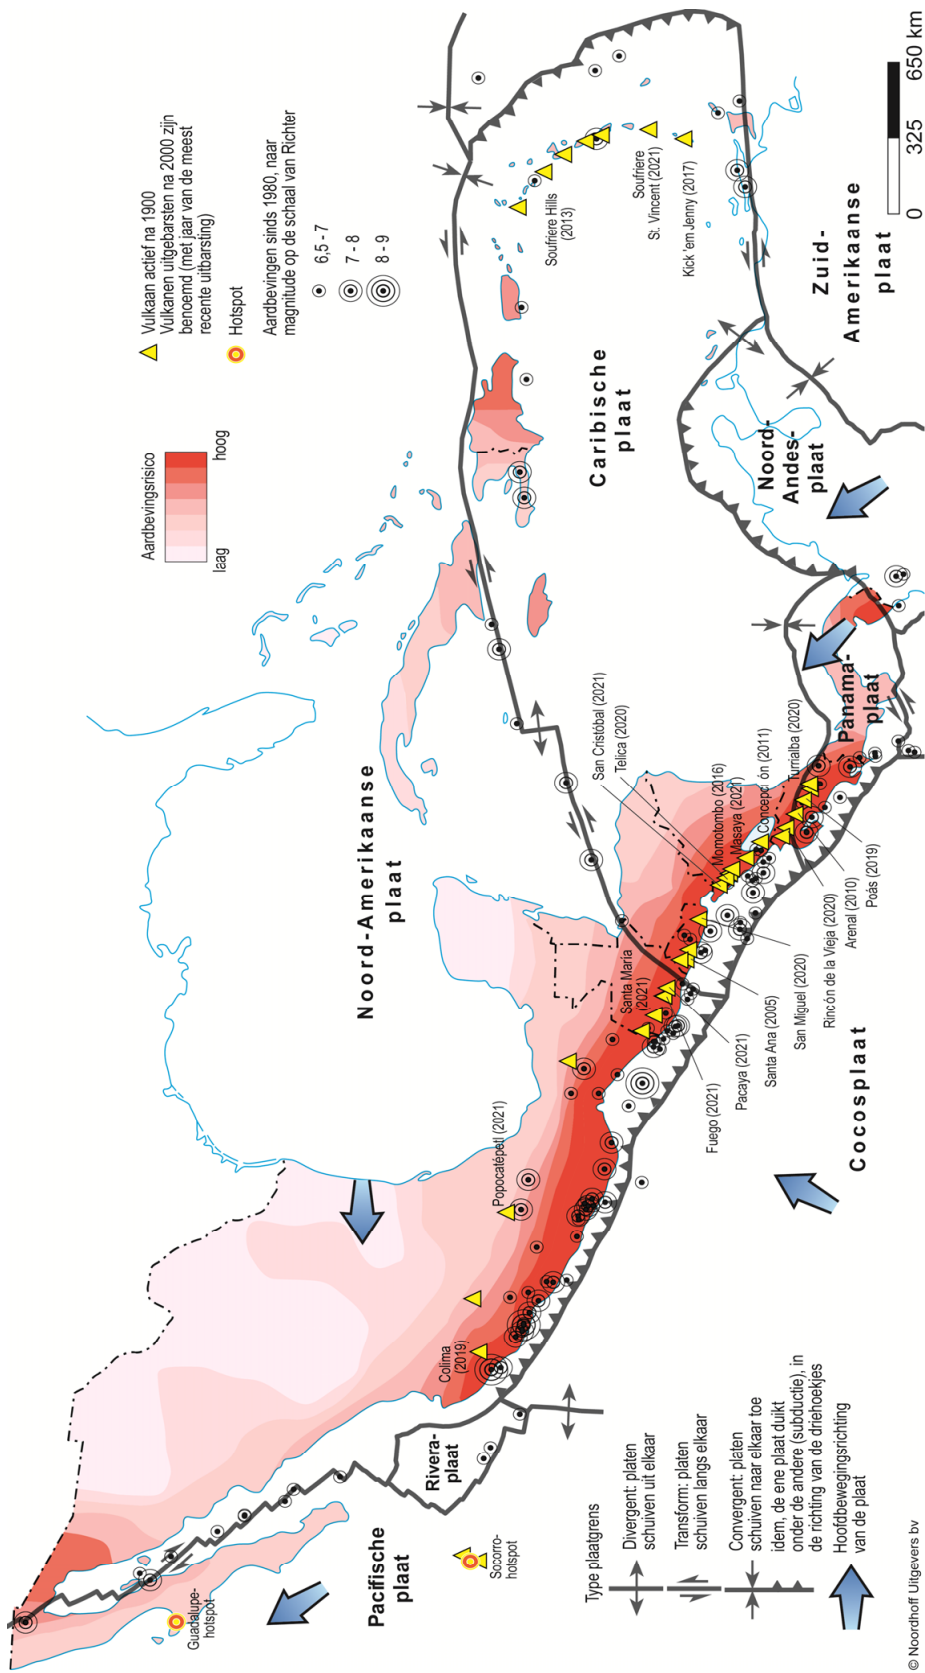 Aardbevingsrisico
laag
hoog
Vulkaan actief na 1900
Vulkanen uitgebarsten na 2000 zijn
benoemd (met jaar van de meest
recente uitbarsting)
Hotspot
Aardbevingen sinds 1980, naar
magnitude op de schaal van Richter
6,5 - 7
7 - 8
8 - 9
Noord-Amerikaanse
plaat
Caribische
plaat
Noord-
Andes-
plaat
Zuid-
Amerikaanse
plaat
Panama-
plaat
Cocosplaat
Rivera-
plaat
Pacifische
plaat
Guadalupe-
hotspot
Socorro-
hotspot
Colima
(2019)
Popocatépetl (2021)
Santa María
(2021)
Fuego (2021)
Pacaya (2021)
Santa Ana (2005)
San Miguel (2020)
San Cristóbal (2021)
Telica (2020)
Momotombo (2016)
Masaya (2021)
Concepción (2011)
Turrialba (2020)
Rincón de la Vieja (2020)
Arenal (2010)
Poás (2019)
Soufriere Hills
(2013)
Soufriere
St. Vincent (2021)
Kick 'em Jenny (2017)
Type plaatgrens
Divergent: platen
schuiven uit elkaar
Transform: platen
schuiven langs elkaar
Convergent: platen
schuiven naar elkaar toe
idem, de ene plaat duikt
onder de andere (subductie), in
de richting van de driehoekjes
Hoofdbewegingsrichting
van de plaat
0 325 650 km
© Noordhoff Uitgevers bv